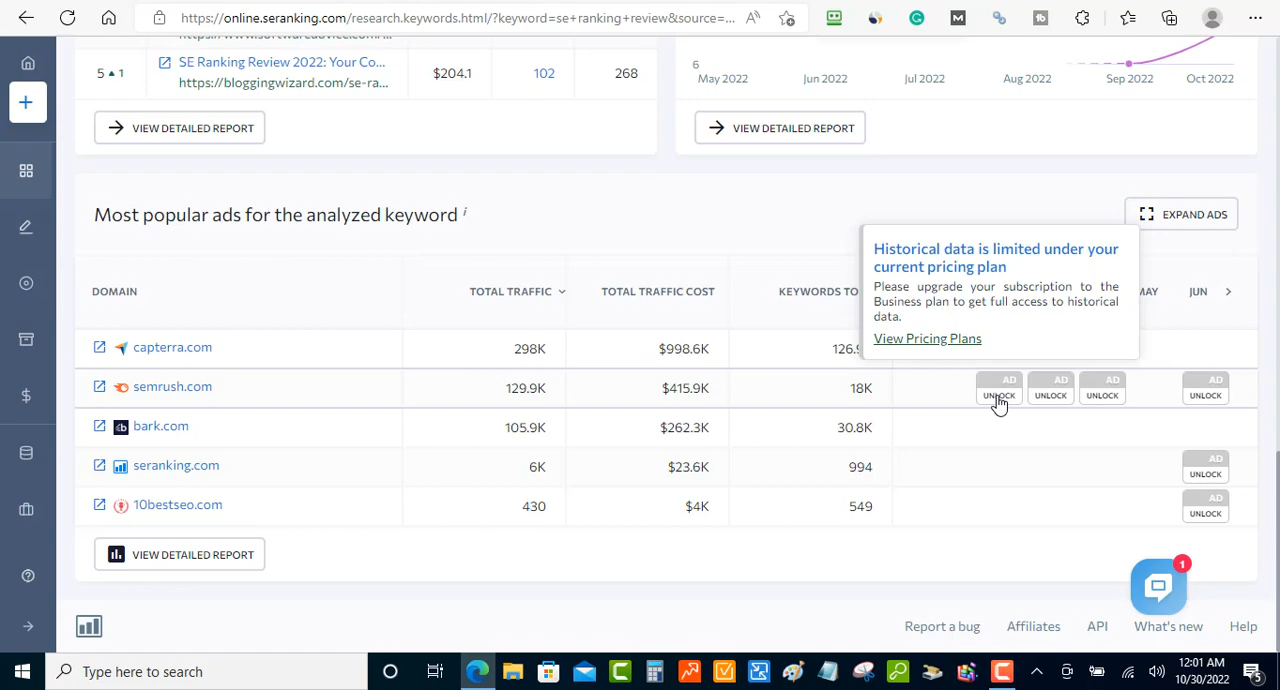 https://online.seranking.com/research.keywords.html/?keyword=se+ranking+review&source=...
SE Ranking Review 2022: Your Co...
5 ▲ 1
https://bloggingwizard.com/se-ra...
$204.1
102
268
6
May 2022
Jun 2022
Jul 2022
Aug 2022
Sep 2022
Oct 2022
VIEW DETAILED REPORT
VIEW DETAILED REPORT
Most popular ads for the analyzed keyword i
EXPAND ADS
Historical data is limited under your
current pricing plan
Please upgrade your subscription to the
Business plan to get full access to historical
data.
View Pricing Plans
DOMAIN
TOTAL TRAFFIC
TOTAL TRAFFIC COST
KEYWORDS TO
MAY
JUN
capterra.com
298K
$998.6K
126.9
semrush.com
129.9K
$415.9K
18K
AD
UNLOCK
AD
UNLOCK
AD
UNLOCK
AD
UNLOCK
bark.com
105.9K
$262.3K
30.8K
seranking.com
6K
$23.6K
994
AD
UNLOCK
10bestseo.com
430
$4K
549
AD
UNLOCK
VIEW DETAILED REPORT
1
Report a bug
Affiliates
API
What's new
Help
Type here to search
12:01 AM
10/30/2022
5